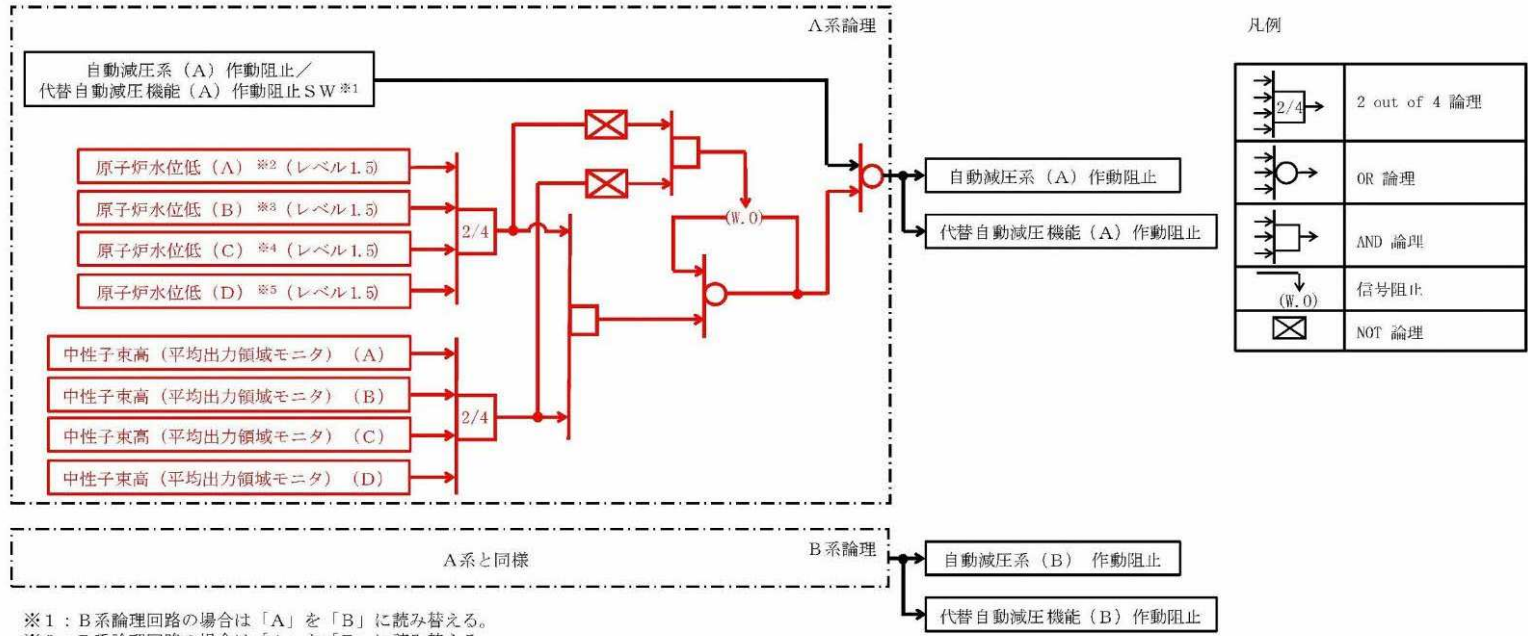 A系論理
自動減圧系（A）作動阻止／
代替自動減圧機能（A）作動阻止SW※1
原子炉水位低（A）※2（レベル1.5）
原子炉水位低（B）※3（レベル1.5）
原子炉水位低（C）※4（レベル1.5）
原子炉水位低（D）※5（レベル1.5）
2/4
中性子束高（平均出力領域モニタ）（A）
中性子束高（平均出力領域モニタ）（B）
中性子束高（平均出力領域モニタ）（C）
中性子束高（平均出力領域モニタ）（D）
2/4
(W.O)
自動減圧系（A）作動阻止
代替自動減圧機能（A）作動阻止
凡例
2/4
2 out of 4 論理
OR 論理
AND 論理
(W.O)
信号阻止
NOT 論理
A系と同様
B系論理
自動減圧系（B） 作動阻止
代替自動減圧機能（B）作動阻止
※1：B系論理回路の場合は「A」を「B」に読み替える。